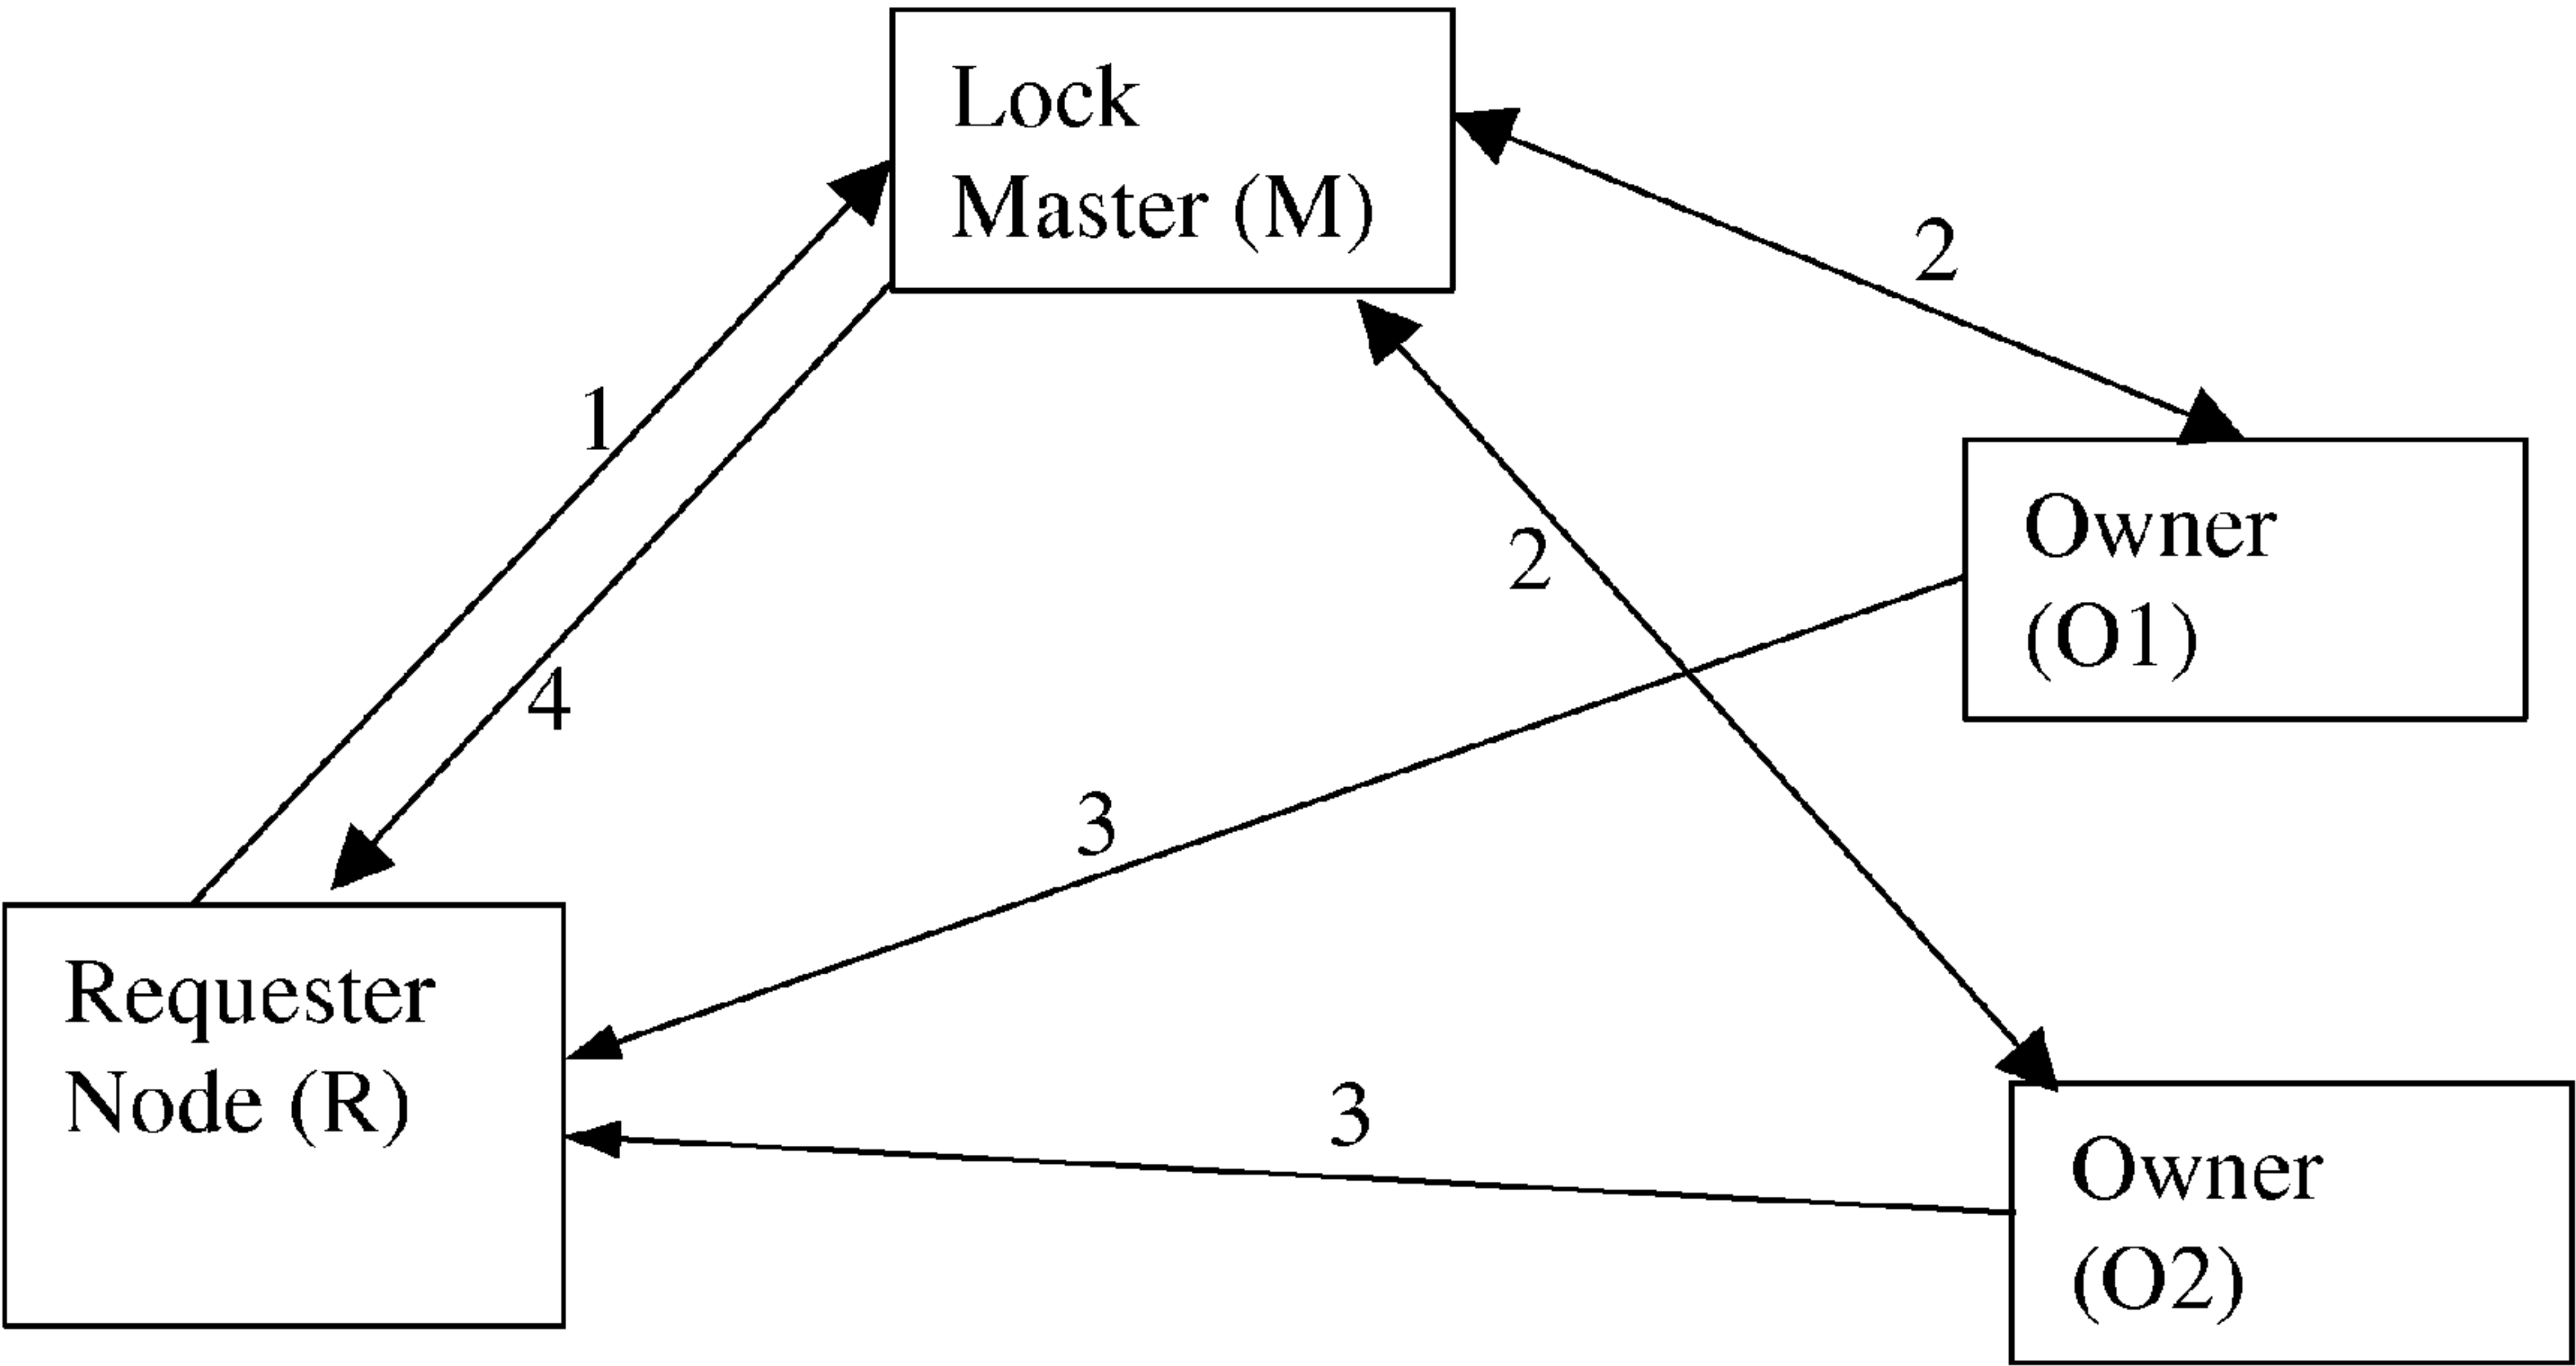 Lock
Master (M)
2
1
2
Owner
(O1)
4
3
Requester
Node (R)
3
Owner
(O2)